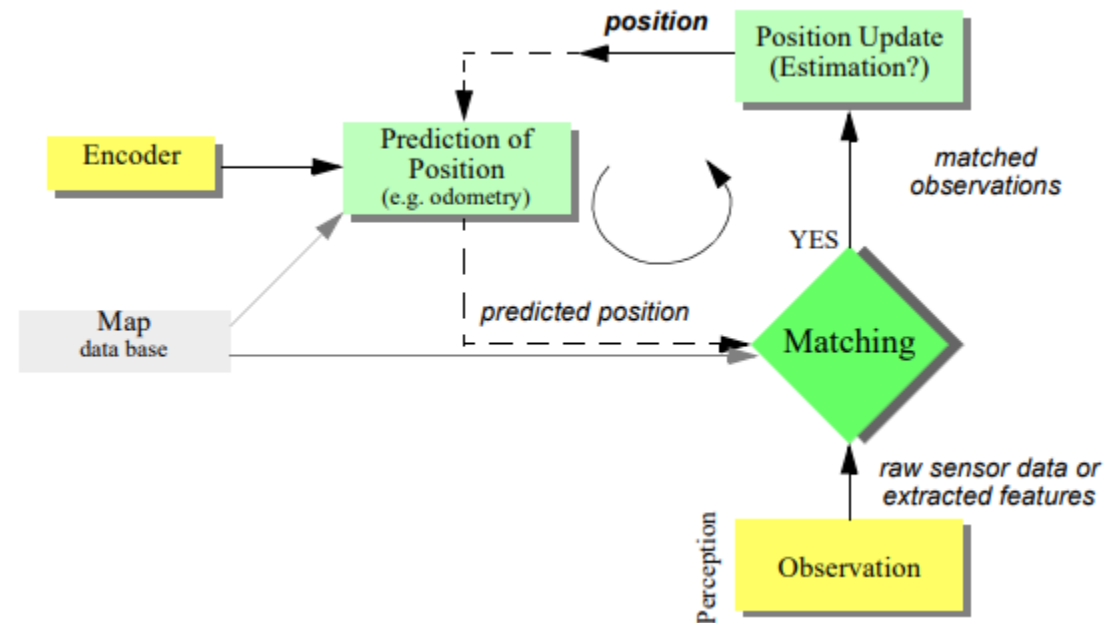 position
Position Update
(Estimation?)
Encoder
Prediction of
Position
(e.g. odometry)
matched
observations
YES
Map
data base
predicted position
Matching
raw sensor data or
extracted features
Perception
Observation